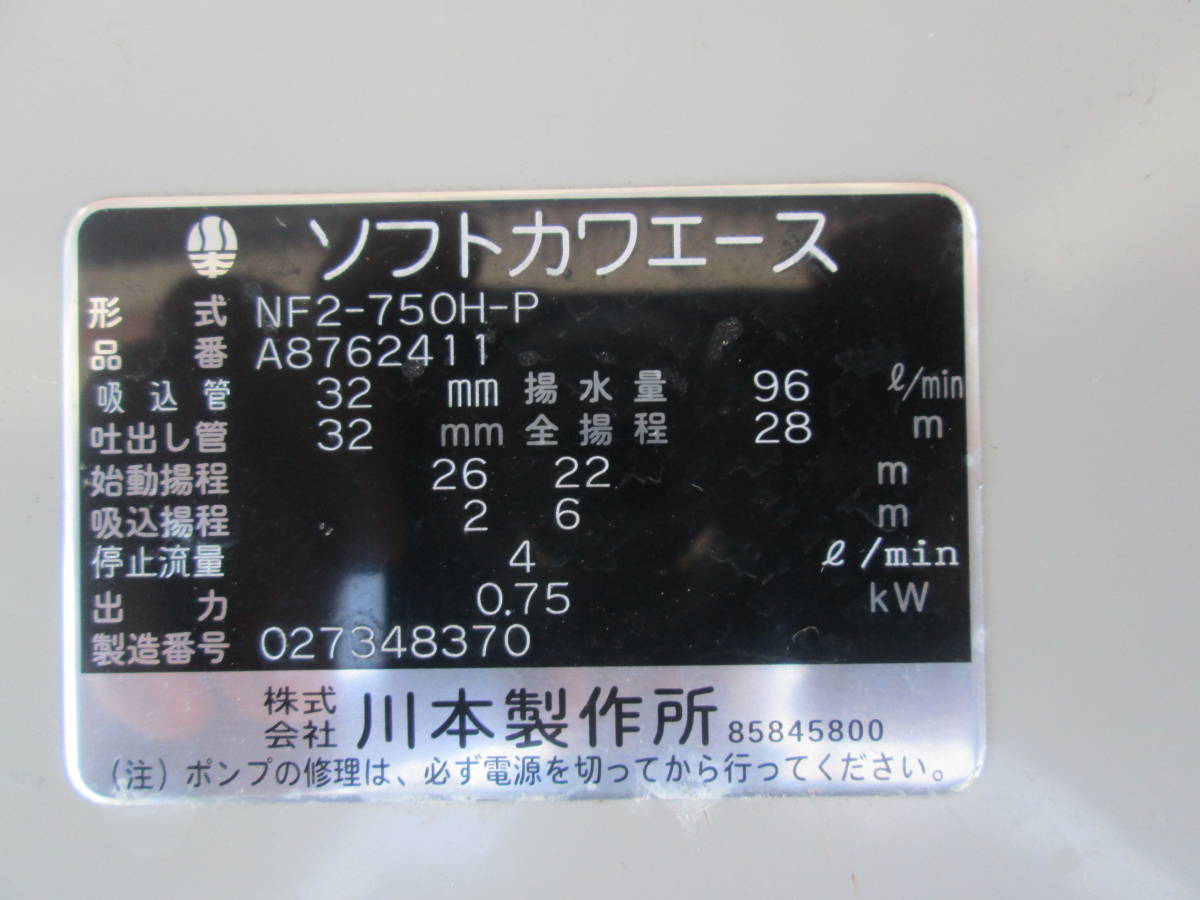 ソフトカワエース
形式 NF2-750H-P
品番 A8762411
吸込管 32 mm 揚水量 96 ℓ/min
吐出し管 32 mm 全揚程 28 m
始動揚程 26 22 m
吸込揚程 2 6 m
停止流量 4 ℓ/min
出力 0.75 kW
製造番号 027348370
株式会社 川本製作所 85845800
(注) ポンプの修理は、必ず電源を切ってから行ってください。